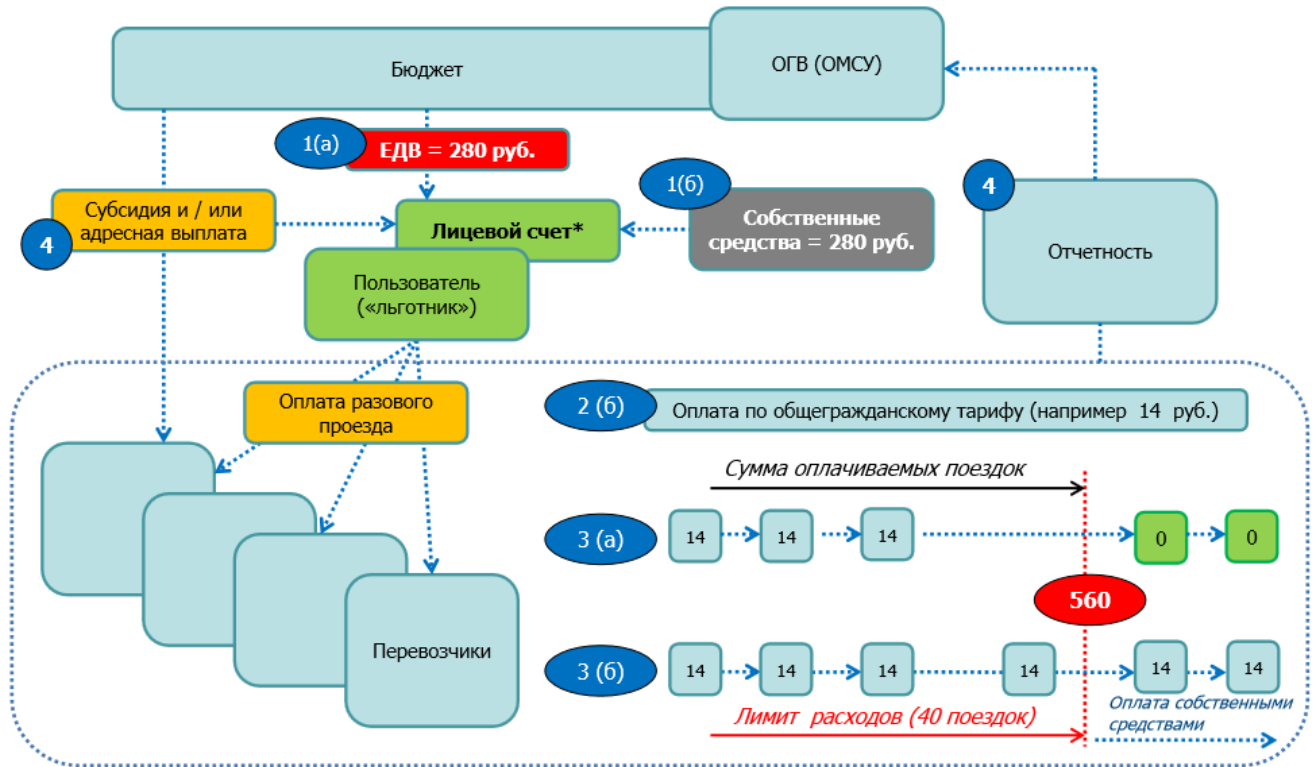 Бюджет
ОГВ (ОМСУ)
1(а)
ЕДВ = 280 руб.
1(б)
4
Субсидия и / или
адресная выплата
4
Лицевой счет*
Собственные
средства = 280 руб.
Отчетность
Пользователь
(«льготник»)
Оплата разового
проезда
2 (б)
Оплата по общегражданскому тарифу (например 14 руб.)
Сумма оплачиваемых поездок
3 (а)
14
14
14
0
0
560
Перевозчики
3 (б)
14
14
14
14
14
14
Лимит расходов (40 поездок)
Оплата собственными
средствами